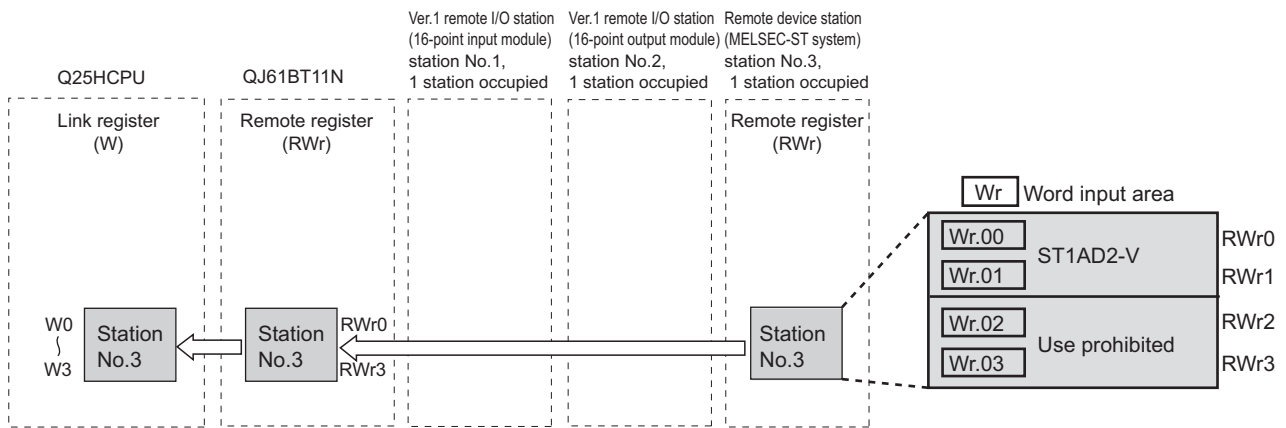 Q25HCPU
QJ61BT11N
Ver.1 remote I/O station
(16-point input module)
station No.1,
1 station occupied
Ver.1 remote I/O station
(16-point output module)
station No.2,
1 station occupied
Remote device station
(MELSEC-ST system)
station No.3,
1 station occupied
Link register
(W)
Remote register
(RWr)
Remote register
(RWr)
W0
W3
Station
No.3
Station
No.3
RWr0
RWr3
Station
No.3
Wr Word input area
Wr.00
Wr.01
ST1AD2-V
RWr0
RWr1
Wr.02
Wr.03
Use prohibited
RWr2
RWr3